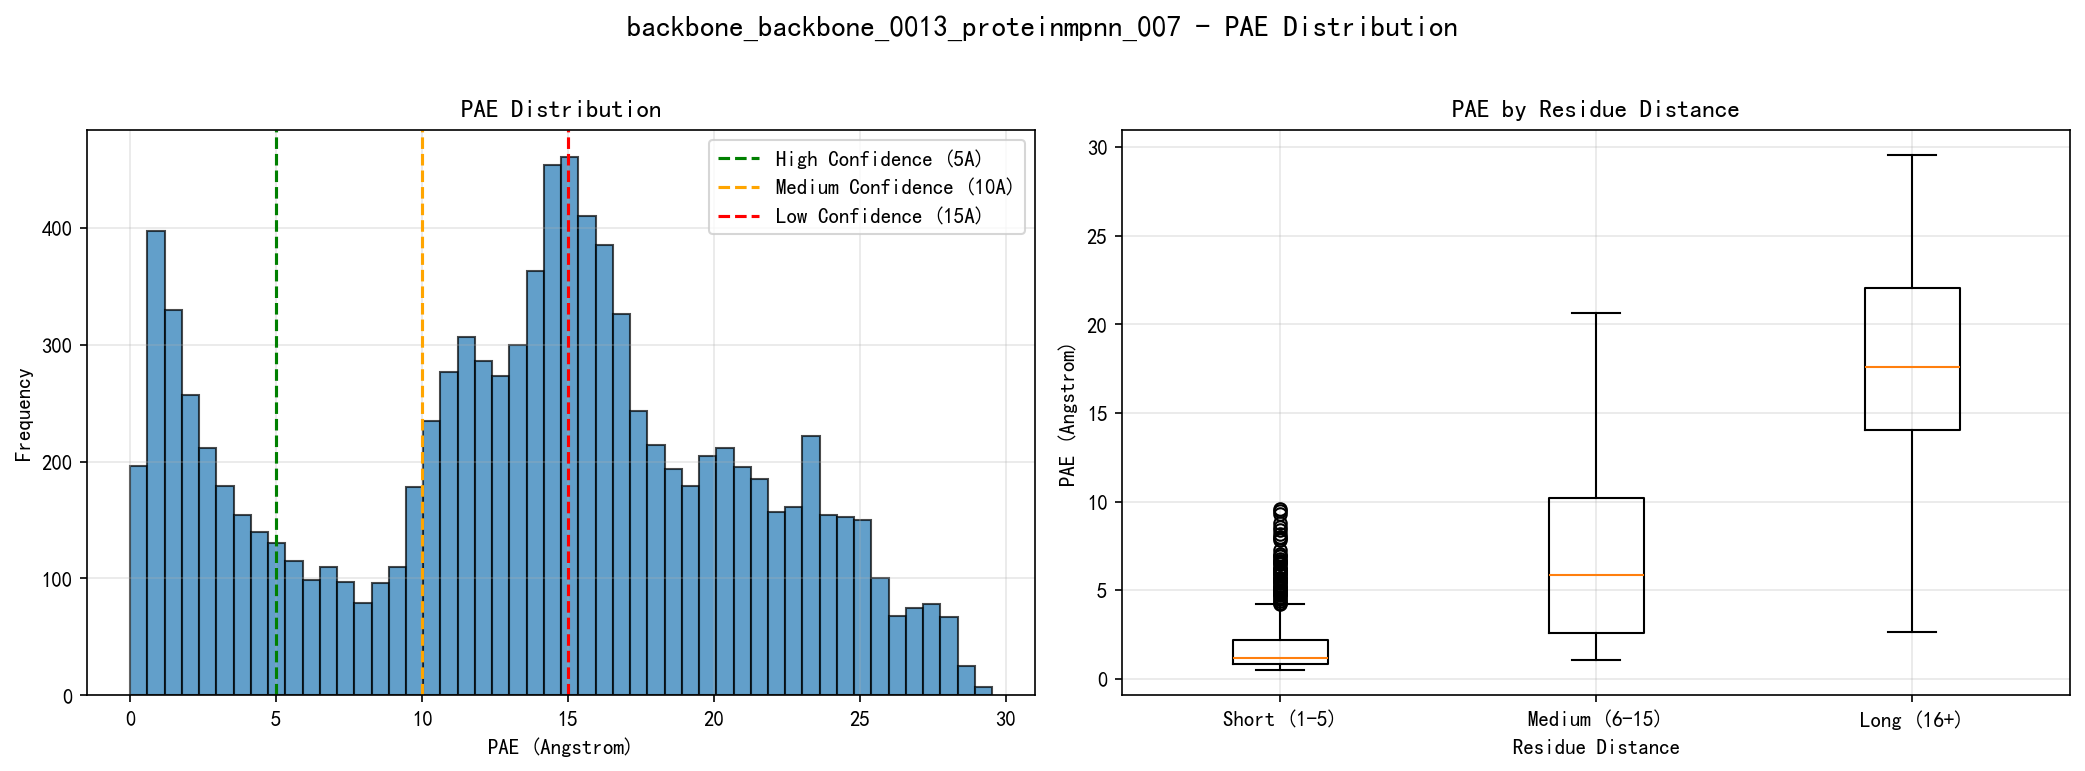 backbone_backbone_0013_proteinmpnn_007 - PAE Distribution
PAE Distribution
High Confidence (5A)
Medium Confidence (10A)
Low Confidence (15A)
Frequency
400
300
200
100
0
0 5 10 15 20 25 30
PAE (Angstrom)
PAE by Residue Distance
PAE (Angstrom)
30
25
20
15
10
5
0
Short (1-5) Medium (6-15) Long (16+)
Residue Distance